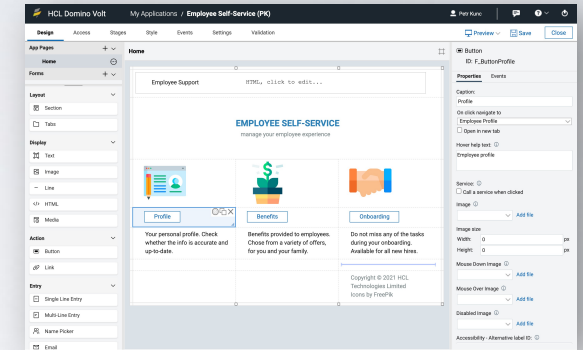 HCL Domino Volt
My Applications / Employee Self-Service (PK)
Petr Kunc
Design Access Stages Style Events Settings Validation
Preview Save Close
App Pages
Home
Forms
Layout
Section
Tabs
Display
Text
Image
Line
HTML
Media
Action
Button
Link
Entry
Single Line Entry
Multi-Line Entry
Name Picker
Email
Home
Employee Support
HTML, click to edit...
EMPLOYEE SELF-SERVICE
manage your employee experience
Profile
Your personal profile. Check
whether the info is accurate and
up-to-date.
Benefits
Benefits provided to employees.
Chose from a variety of offers,
for you and your family.
Onboarding
Do not miss any of the tasks
during your onboarding.
Available for all new hires.
Copyright © 2021 HCL
Technologies Limited
Icons by FreePik
Button
ID: F_ButtonProfile
Properties Events
Caption:
Profile
On click navigate to
Employee Profile
Open in new tab
Hover help text:
Employee profile
Service:
Call a service when clicked
Image
Add file
Image size
Width: 0 px
Height: 0 px
Mouse Down Image
Add file
Mouse Over Image
Add file
Disabled Image
Add file
Accessibility - Alternative label ID: